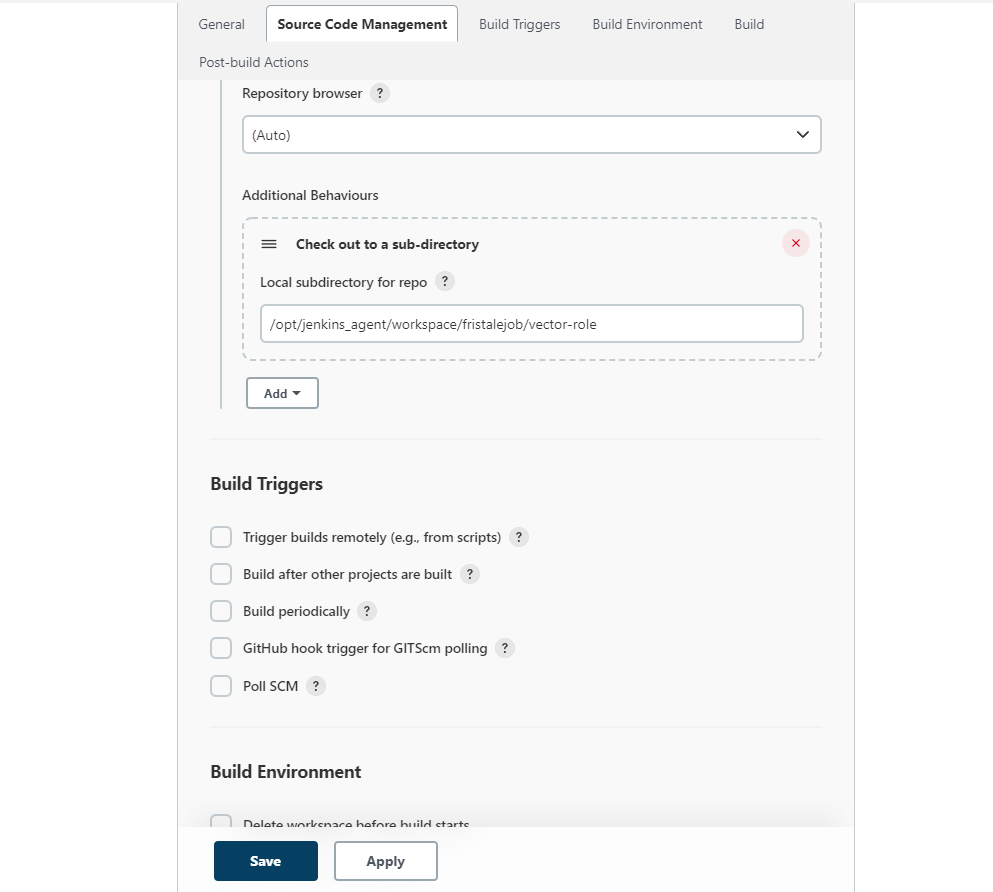 General Source Code Management Build Triggers Build Environment Build
Post-build Actions
Repository browser ?
(Auto)
Additional Behaviours
Check out to a sub-directory
Local subdirectory for repo ?
/opt/jenkins_agent/workspace/fristalejob/vector-role
Add
Build Triggers
Trigger builds remotely (e.g., from scripts) ?
Build after other projects are built ?
Build periodically ?
GitHub hook trigger for GITScm polling ?
Poll SCM ?
Build Environment
Delete workspace before build starts
Save Apply